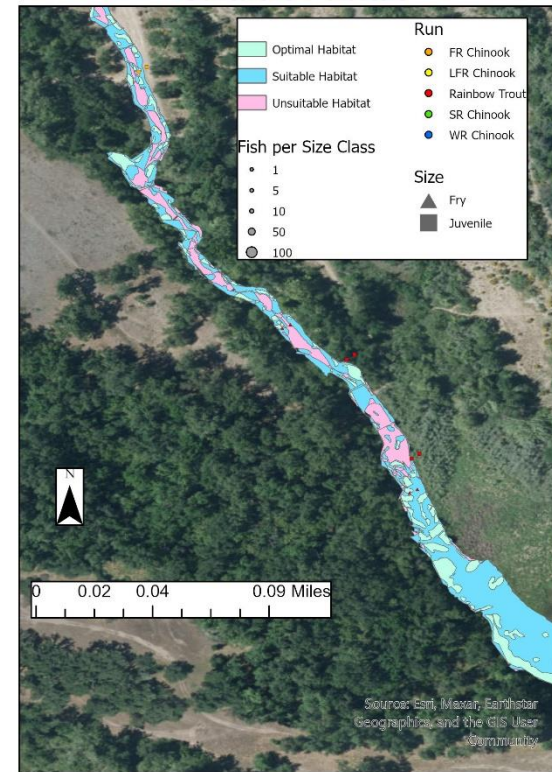 Optimal Habitat
Suitable Habitat
Unsuitable Habitat
Fish per Size Class
1
5
10
50
100
Run
FR Chinook
LFR Chinook
Rainbow Trout
SR Chinook
WR Chinook
Size
Fry
Juvenile
N
0 0.02 0.04 0.09 Miles
Source: Esri, Maxar, Earthstar
Geographics, and the GIS User
Community